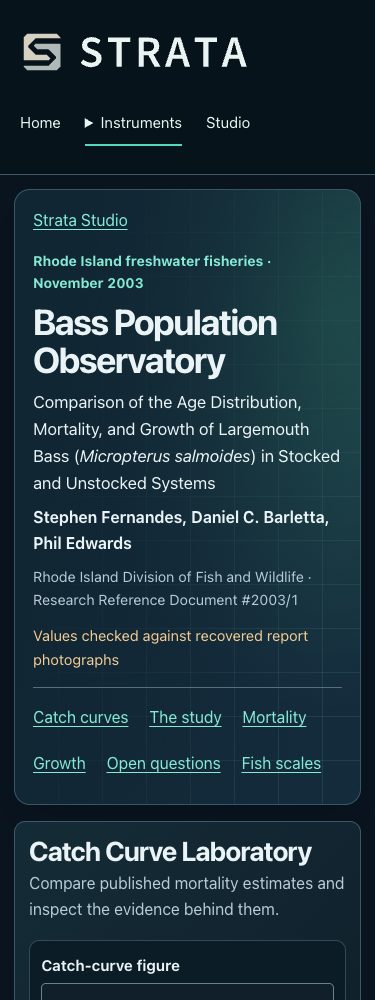 STRATA
Home ▶ Instruments Studio
Strata Studio
Rhode Island freshwater fisheries ·
November 2003
Bass Population
Observatory
Comparison of the Age Distribution,
Mortality, and Growth of Largemouth
Bass (Micropterus salmoides) in Stocked
and Unstocked Systems
Stephen Fernandes, Daniel C. Barletta,
Phil Edwards
Rhode Island Division of Fish and Wildlife ·
Research Reference Document #2003/1
Values checked against recovered report
photographs
Catch curves The study Mortality
Growth Open questions Fish scales
Catch Curve Laboratory
Compare published mortality estimates and
inspect the evidence behind them.
Catch-curve figure